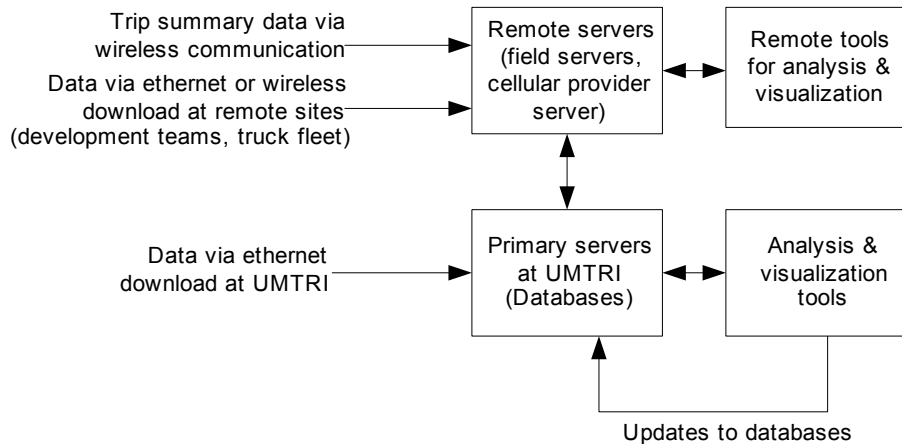 Trip summary data via
wireless communication
Data via ethernet or wireless
download at remote sites
(development teams, truck fleet)
Remote servers
(field servers,
cellular provider
server)
Remote tools
for analysis &
visualization
Data via ethernet
download at UMTRI
Primary servers
at UMTRI
(Databases)
Analysis &
visualization
tools
Updates to databases